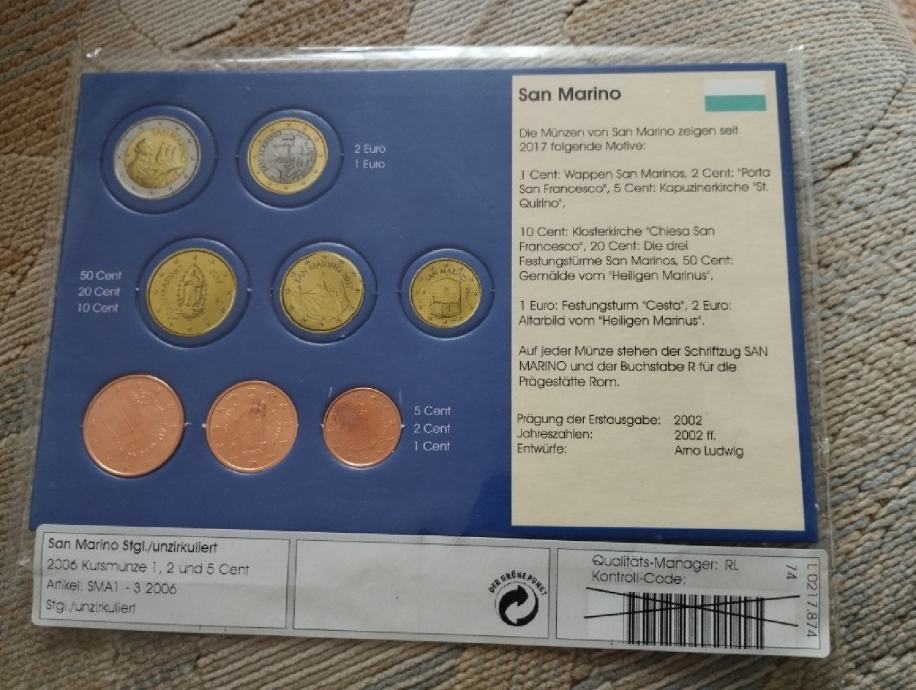 San Marino
Die Münzen von San Marino zeigen seit
2017 folgende Motive:
1 Cent: Wappen San Marinos, 2 Cent: "Porta
San Francesco", 5 Cent: Kapuzinerkirche "St.
Quirino",
10 Cent: Klosterkirche "Chiesa San
Francesco", 20 Cent: Die drei
Festungstürme San Marinos, 50 Cent:
Gemälde vom "Heiligen Marinus",
1 Euro: Festungsturm "Cesta", 2 Euro:
Altarbild vom "Heiligen Marinus".
Auf jeder Münze stehen der Schriftzug SAN
MARINO und der Buchstabe R für die
Prägestätte Rom.
Prägung der Erstausgabe: 2002
Jahreszahlen: 2002 ff.
Entwürfe: Arno Ludwig
2 Euro
1 Euro
50 Cent
20 Cent
10 Cent
SAN MARINO
5 Cent
2 Cent
1 Cent
San Marino Stgl./unzirkuliert
2006 Kursmünze 1, 2 und 5 Cent
Artikel: SMA1 - 3 2006
Stgl./unzirkuliert
DER GRÜNE PUNKT
Qualitäts-Manager: RL
Kontroll-Code:
74
L 0217.874